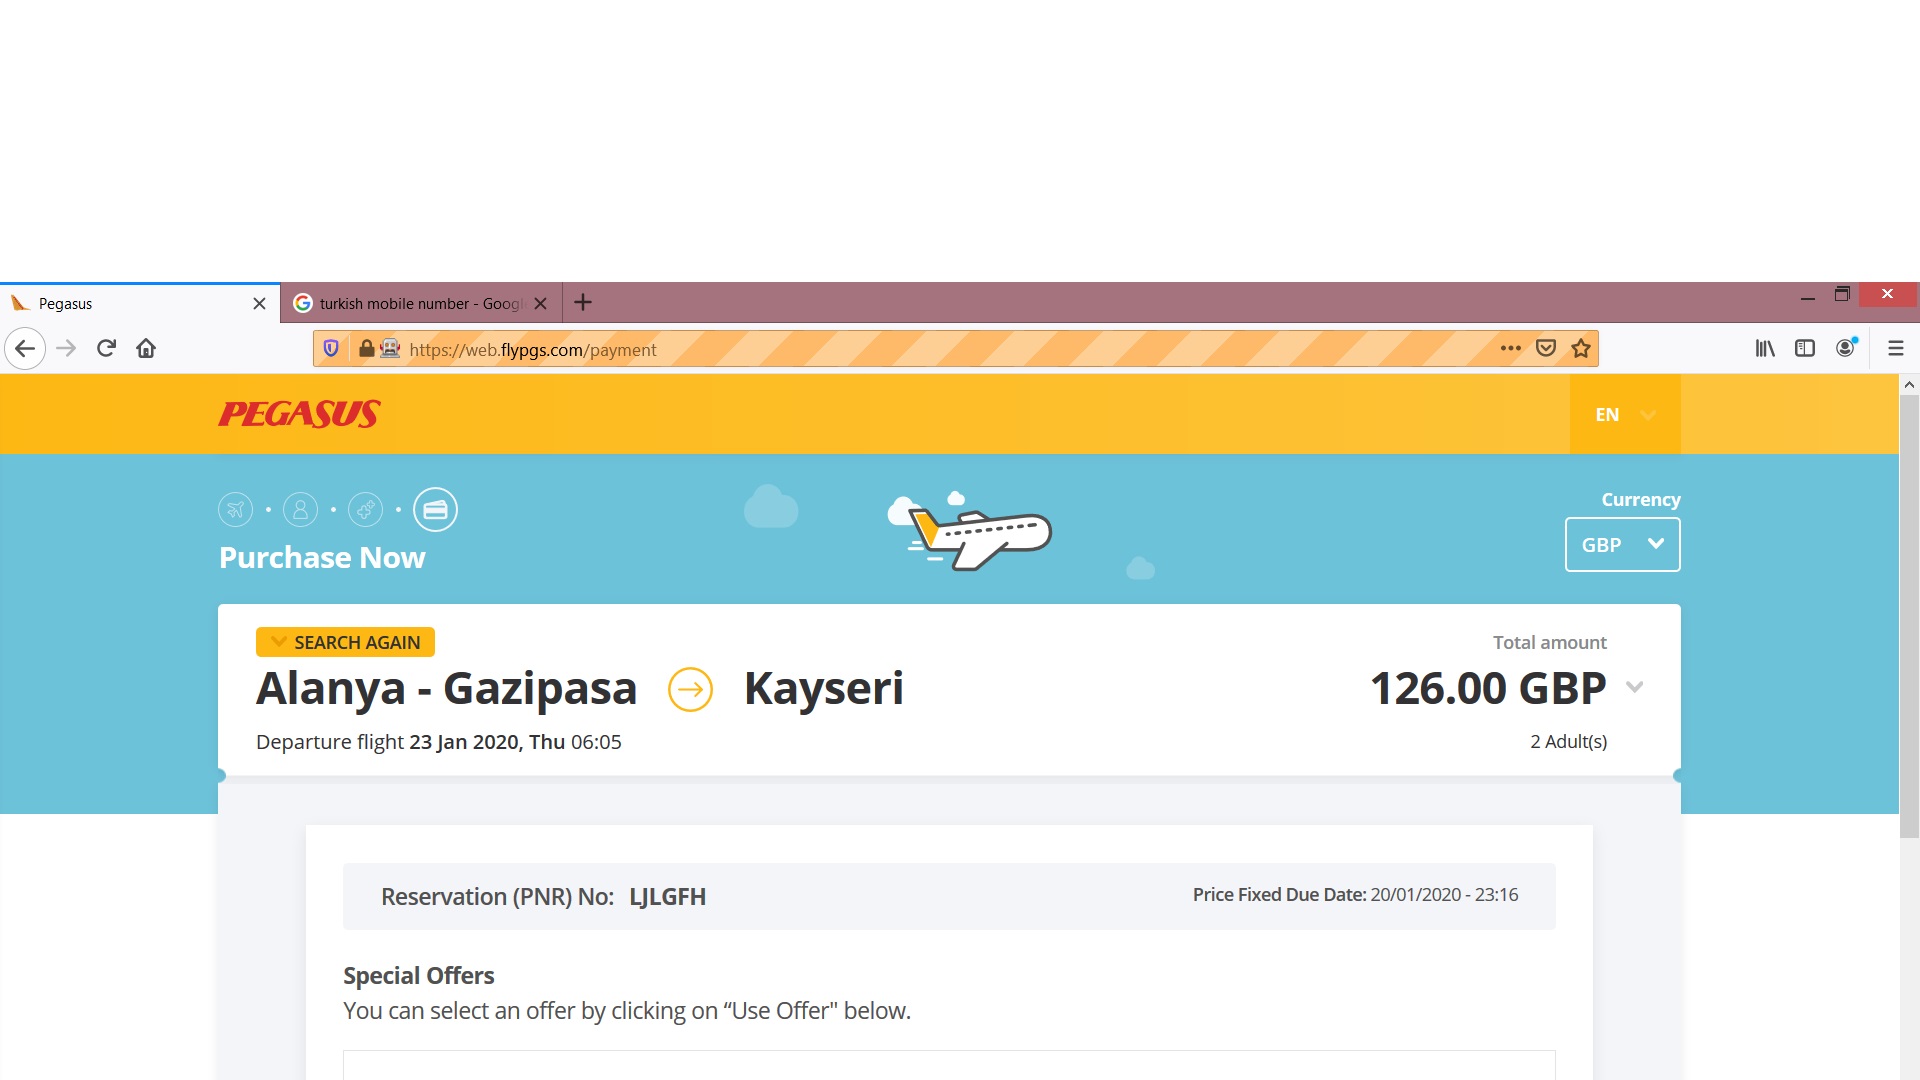 Pegasus
turkish mobile number - Googl
https://web.flypgs.com/payment
PEGASUS
EN
Currency
GBP
Purchase Now
SEARCH AGAIN
Total amount
Alanya - Gazipasa
Kayseri
126.00 GBP
Departure flight 23 Jan 2020, Thu 06:05
2 Adult(s)
Reservation (PNR) No: LJLGFH
Price Fixed Due Date: 20/01/2020 - 23:16
Special Offers
You can select an offer by clicking on “Use Offer" below.